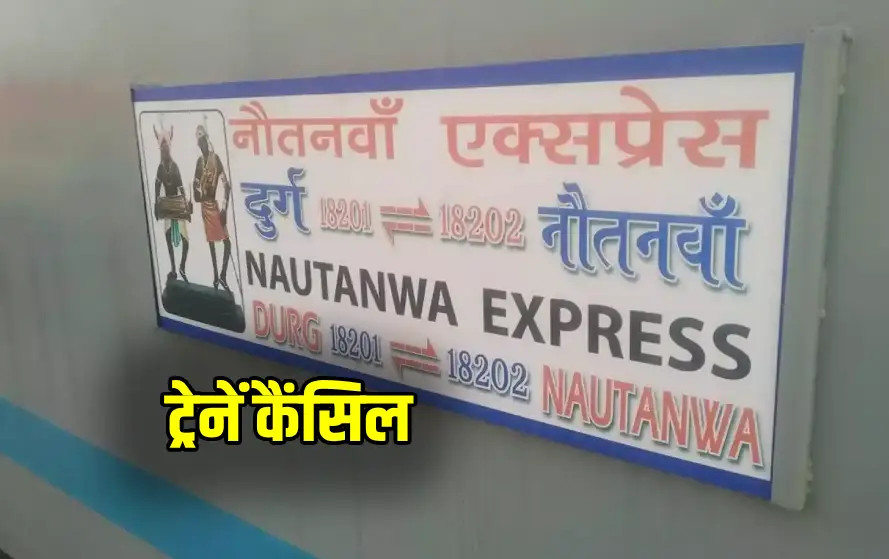 नौतनवाँ एक्सप्रेस
दुर्ग 18201 ⇌ 18202 नौतनवाँ
NAUTANWA EXPRESS
DURG 18201 ⇌ 18202 NAUTANWA
ट्रेनें कैंसिल